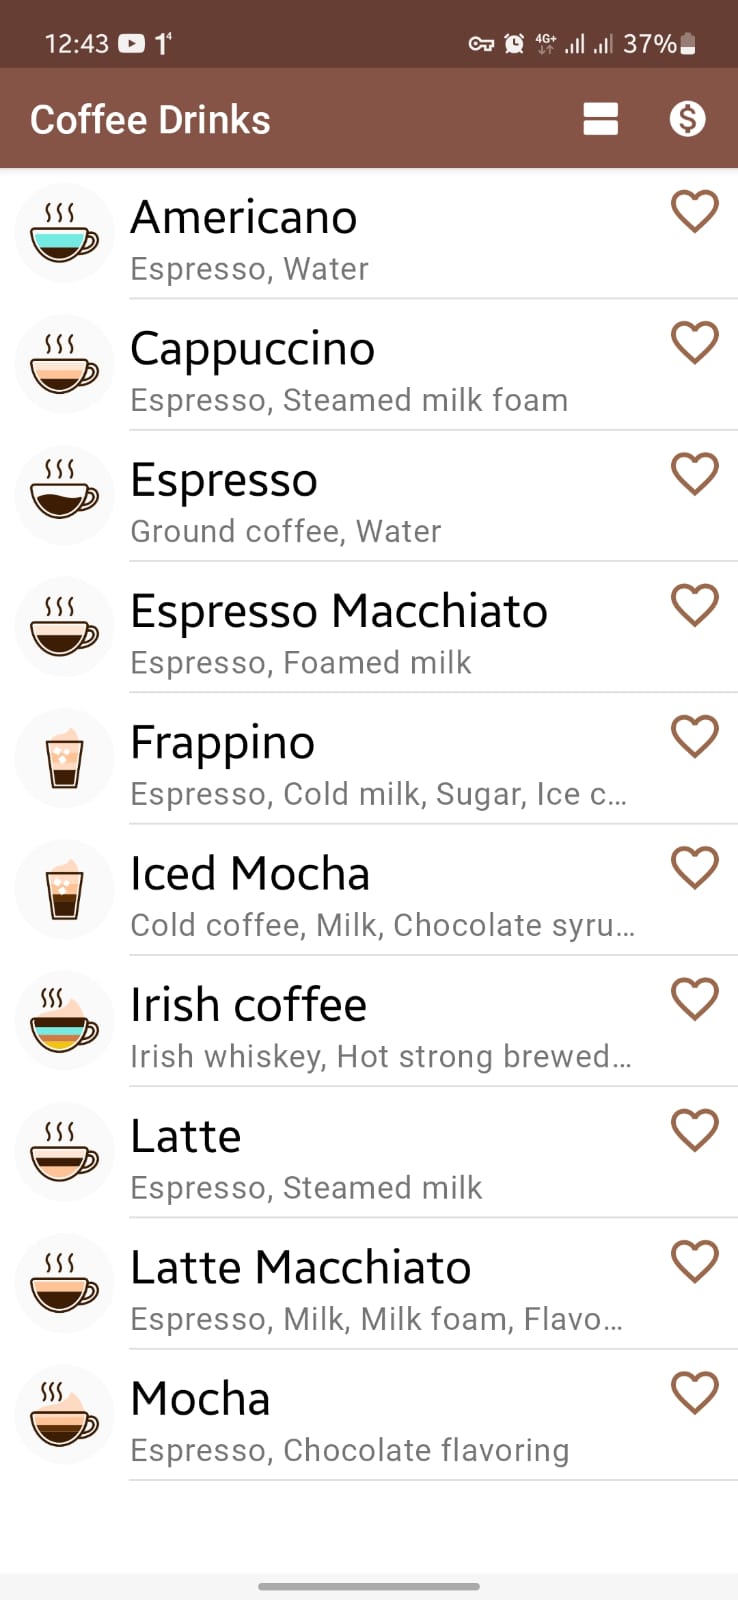 12:43 1⁴ 4G+ 37%
Coffee Drinks $
Americano
Espresso, Water
Cappuccino
Espresso, Steamed milk foam
Espresso
Ground coffee, Water
Espresso Macchiato
Espresso, Foamed milk
Frappino
Espresso, Cold milk, Sugar, Ice c...
Iced Mocha
Cold coffee, Milk, Chocolate syru...
Irish coffee
Irish whiskey, Hot strong brewed...
Latte
Espresso, Steamed milk
Latte Macchiato
Espresso, Milk, Milk foam, Flavo...
Mocha
Espresso, Chocolate flavoring